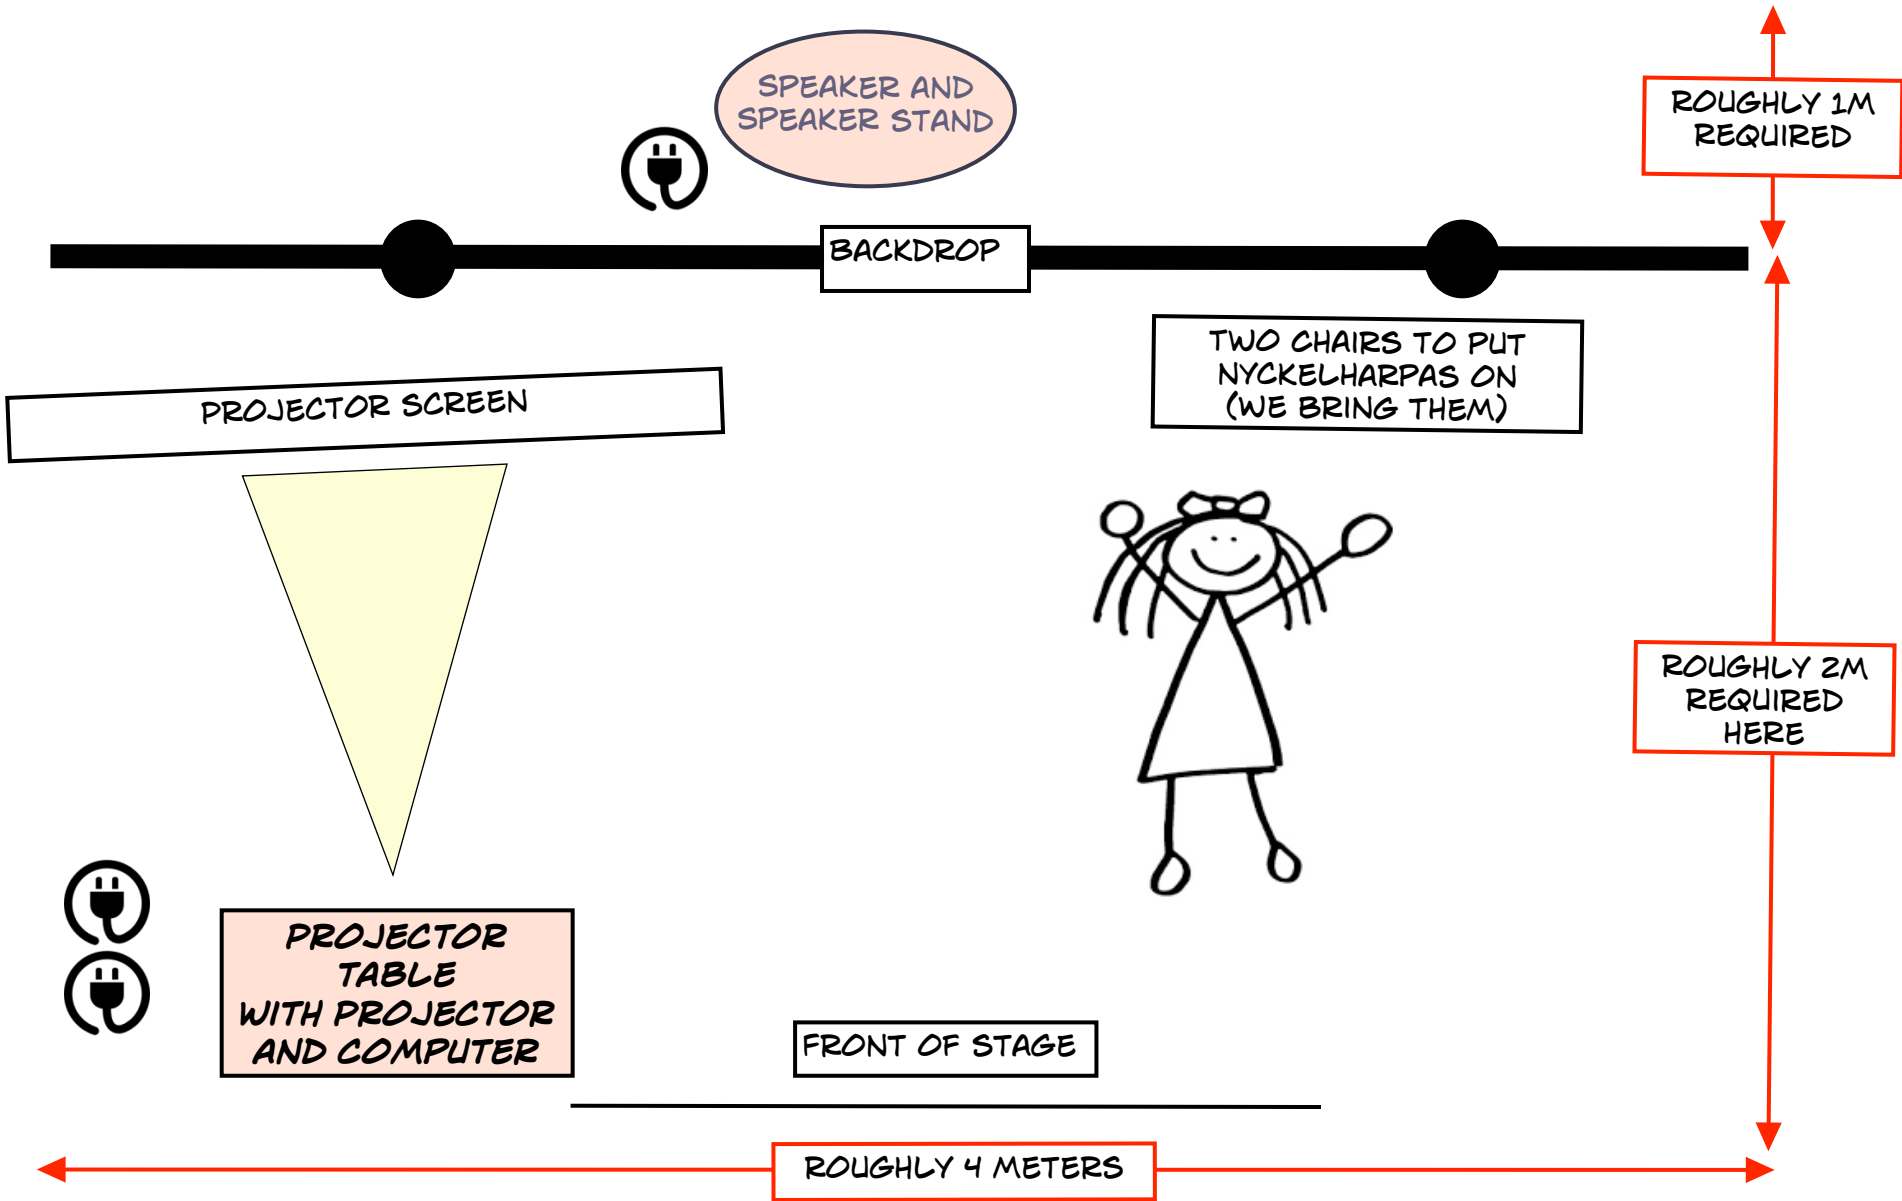 SPEAKER AND
SPEAKER STAND
ROUGHLY 1M
REQUIRED
BACKDROP
TWO CHAIRS TO PUT
NYCKELHARPAS ON
(WE BRING THEM)
PROJECTOR SCREEN
ROUGHLY 2M
REQUIRED
HERE
PROJECTOR
TABLE
WITH PROJECTOR
AND COMPUTER
FRONT OF STAGE
ROUGHLY 4 METERS